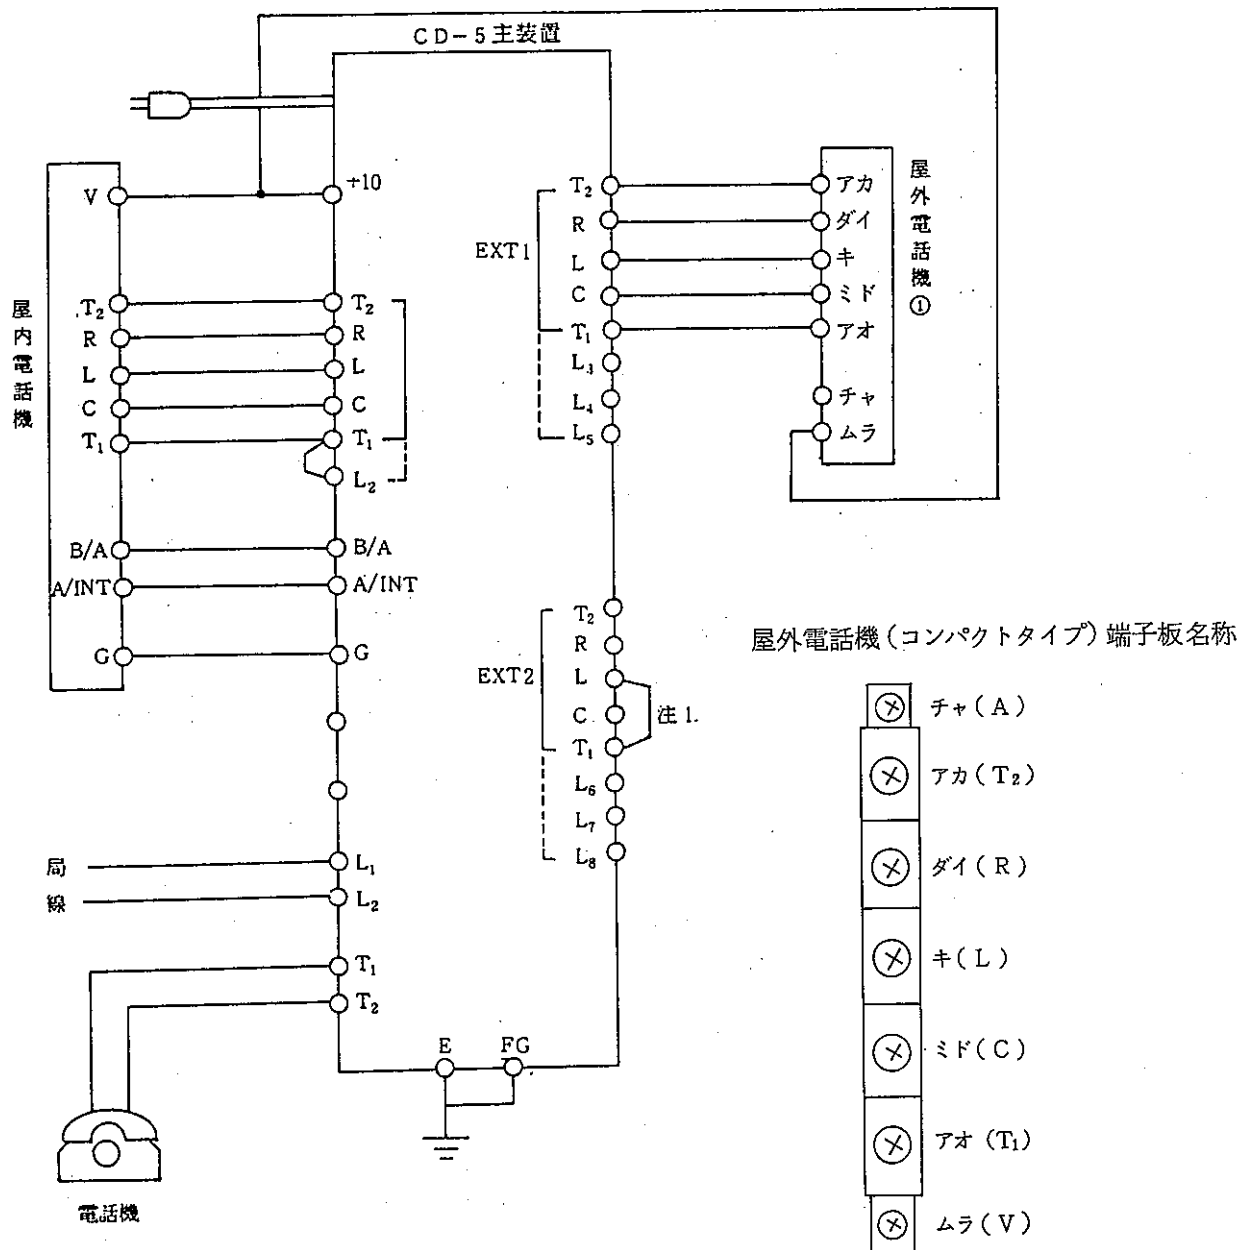 CD-5主装置
屋内電話機
V
T₂
R
L
C
T₁
B/A
A/INT
G
+10
T₂
R
L
C
T₁
L₂
B/A
A/INT
G
局線
L₁
L₂
T₁
T₂
電話機
E
FG
EXT1
T₂
R
L
C
T₁
L₃
L₄
L₅
EXT2
T₂
R
L
C
T₁
L₆
L₇
L₈
注1.
アカ
ダイ
キ
ミド
アオ
チャ
ムラ
屋外電話機①
屋外電話機(コンパクトタイプ)端子板名称
チャ(A)
アカ(T₂)
ダイ(R)
キ(L)
ミド(C)
アオ(T₁)
ムラ(V)